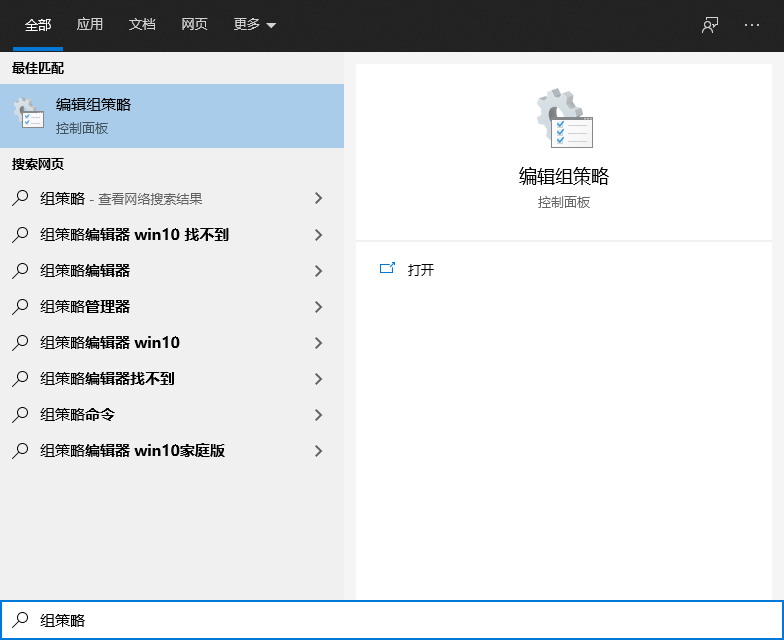 全部 应用 文档 网页 更多
最佳匹配
编辑组策略
控制面板
搜索网页
组策略 - 查看网络搜索结果
组策略编辑器 win10 找不到
组策略编辑器
组策略管理器
组策略编辑器 win10
组策略编辑器找不到
组策略命令
组策略编辑器 win10家庭版
编辑组策略
控制面板
打开
组策略